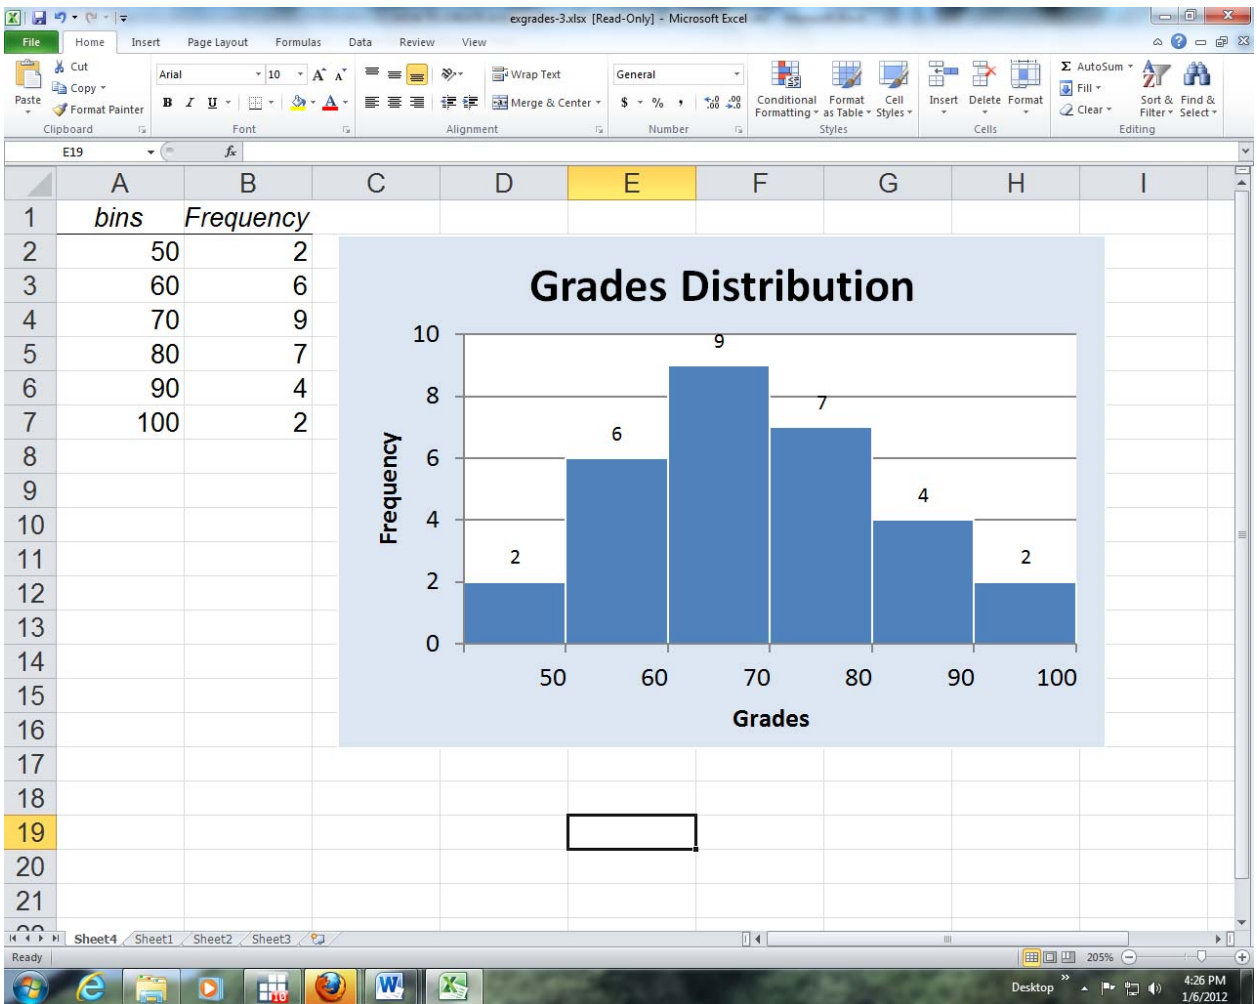 exgrades-3.xlsx [Read-Only] - Microsoft Excel
File Home Insert Page Layout Formulas Data Review View
Paste
Cut
Copy
Format Painter
Clipboard
Arial 10
B I U
Font
Wrap Text
Merge & Center
Alignment
General
$ % ,
Number
Conditional Formatting
Format as Table
Cell Styles
Styles
Insert Delete Format
Cells
Σ AutoSum
Fill
Clear
Sort & Filter
Find & Select
Editing
E19 fx
A B C D E F G H I
1 bins Frequency
2 50 2
3 60 6
4 70 9
5 80 7
6 90 4
7 100 2
8
9
10
11
12
13
14
15
16
17
18
19
20
21
Grades Distribution
Frequency
10
8
6
4
2
0
2 6 9 7 4 2
50 60 70 80 90 100
Grades
Sheet4 Sheet1 Sheet2 Sheet3
Ready 205%
Desktop 4:26 PM
1/6/2012